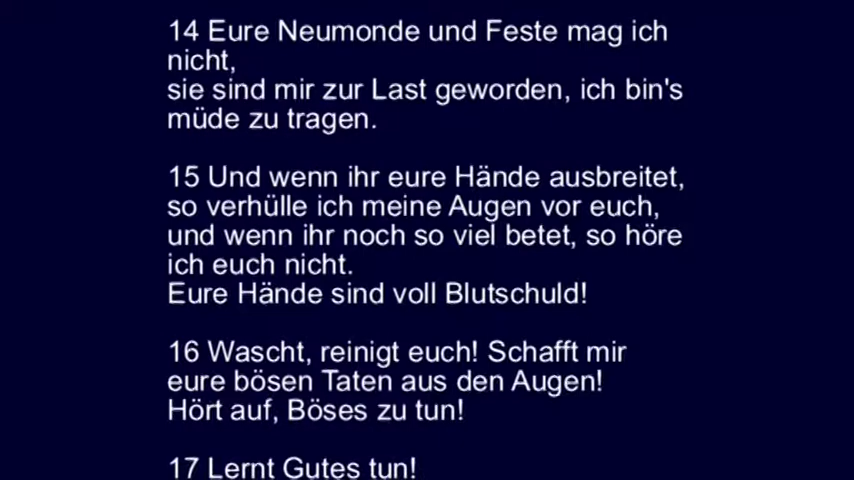 14 Eure Neumonde und Feste mag ich
nicht,
sie sind mir zur Last geworden, ich bin's
müde zu tragen.
15 Und wenn ihr eure Hände ausbreitet,
so verhülle ich meine Augen vor euch,
und wenn ihr noch so viel betet, so höre
ich euch nicht.
Eure Hände sind voll Blutschuld!
16 Wascht, reinigt euch! Schafft mir
eure bösen Taten aus den Augen!
Hört auf, Böses zu tun!
17 Lernt Gutes tun!